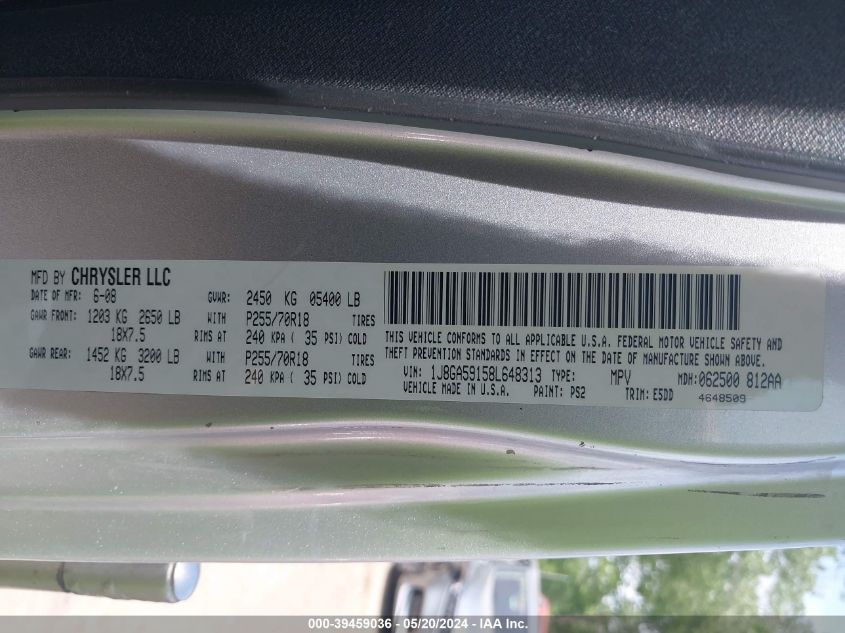 MFD BY CHRYSLER LLC
DATE OF MFR: 6-08 GVWR: 2450 KG 05400 LB
GAWR FRONT: 1203 KG 2650 LB WITH P255/70R18 TIRES
18X7.5 RIMS AT 240 KPA ( 35 PSI) COLD
GAWR REAR: 1452 KG 3200 LB WITH P255/70R18 TIRES
18X7.5 RIMS AT 240 KPA ( 35 PSI) COLD
THIS VEHICLE CONFORMS TO ALL APPLICABLE U.S.A. FEDERAL MOTOR VEHICLE SAFETY AND
THEFT PREVENTION STANDARDS IN EFFECT ON THE DATE OF MANUFACTURE SHOWN ABOVE.
VIN: 1J8GA59158L648313 TYPE: MPV MDH: 062500 812AA
VEHICLE MADE IN U.S.A. PAINT: PS2 TRIM: E5DD 4648509
000-39459036 - 05/20/2024 - IAA Inc.